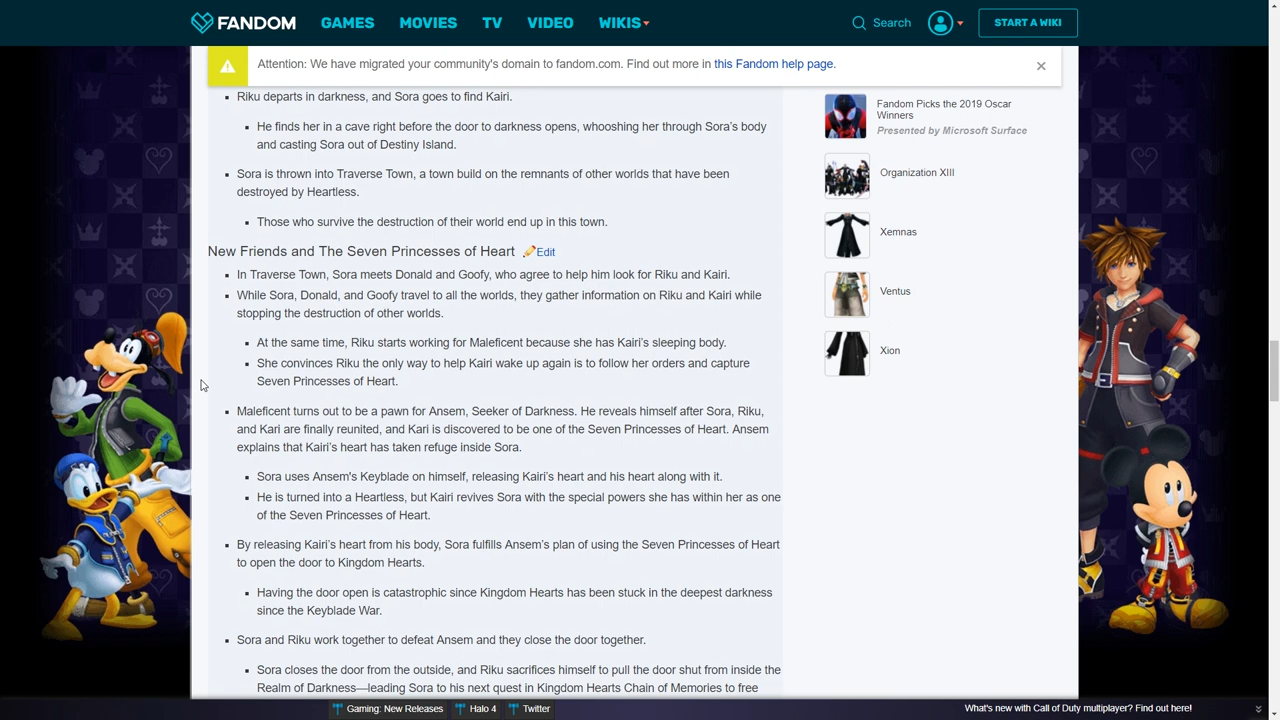 FANDOM GAMES MOVIES TV VIDEO WIKIS Search START A WIKI
Attention: We have migrated your community's domain to fandom.com. Find out more in this Fandom help page.
Riku departs in darkness, and Sora goes to find Kairi.
He finds her in a cave right before the door to darkness opens, whooshing her through Sora's body
and casting Sora out of Destiny Island.
Sora is thrown into Traverse Town, a town build on the remnants of other worlds that have been
destroyed by Heartless.
Those who survive the destruction of their world end up in this town.
New Friends and The Seven Princesses of Heart Edit
In Traverse Town, Sora meets Donald and Goofy, who agree to help him look for Riku and Kairi.
While Sora, Donald, and Goofy travel to all the worlds, they gather information on Riku and Kairi while
stopping the destruction of other worlds.
At the same time, Riku starts working for Maleficent because she has Kairi's sleeping body.
She convinces Riku the only way to help Kairi wake up again is to follow her orders and capture
Seven Princesses of Heart.
Maleficent turns out to be a pawn for Ansem, Seeker of Darkness. He reveals himself after Sora, Riku,
and Kari are finally reunited, and Kari is discovered to be one of the Seven Princesses of Heart. Ansem
explains that Kairi's heart has taken refuge inside Sora.
Sora uses Ansem's Keyblade on himself, releasing Kairi's heart and his heart along with it.
He is turned into a Heartless, but Kairi revives Sora with the special powers she has within her as one
of the Seven Princesses of Heart.
By releasing Kairi's heart from his body, Sora fulfills Ansem's plan of using the Seven Princesses of Heart
to open the door to Kingdom Hearts.
Having the door open is catastrophic since Kingdom Hearts has been stuck in the deepest darkness
since the Keyblade War.
Sora and Riku work together to defeat Ansem and they close the door together.
Sora closes the door from the outside, and Riku sacrifices himself to pull the door shut from inside the
Realm of Darkness—leading Sora to his next quest in Kingdom Hearts Chain of Memories to free
Fandom Picks the 2019 Oscar
Winners
Presented by Microsoft Surface
Organization XIII
Xemnas
Ventus
Xion
Gaming: New Releases Halo 4 Twitter What's new with Call of Duty multiplayer? Find out here!